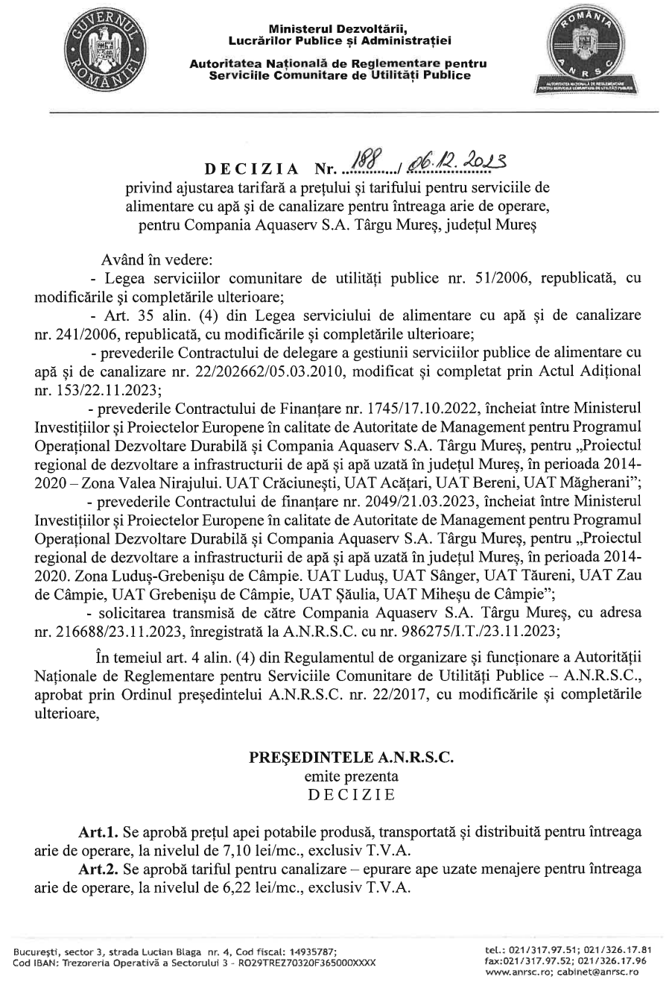 GUVERNUL ROMÂNIEI
Ministerul Dezvoltării,
Lucrărilor Publice și Administrației
Autoritatea Națională de Reglementare pentru
Serviciile Comunitare de Utilități Publice
ROMÂNIA
A N R S C
AUTORITATEA NAȚIONALĂ DE REGLEMENTARE
PENTRU SERVICIILE COMUNITARE DE UTILITĂȚI PUBLICE
DECIZIA Nr. 188 / 06.12.2023
privind ajustarea tarifară a prețului și tarifului pentru serviciile de
alimentare cu apă și de canalizare pentru întreaga arie de operare,
pentru Compania Aquaserv S.A. Târgu Mureș, județul Mureș
Având în vedere:
- Legea serviciilor comunitare de utilități publice nr. 51/2006, republicată, cu
modificările și completările ulterioare;
- Art. 35 alin. (4) din Legea serviciului de alimentare cu apă și de canalizare
nr. 241/2006, republicată, cu modificările și completările ulterioare;
- prevederile Contractului de delegare a gestiunii serviciilor publice de alimentare cu
apă și de canalizare nr. 22/202662/05.03.2010, modificat și completat prin Actul Adițional
nr. 153/22.11.2023;
- prevederile Contractului de Finanțare nr. 1745/17.10.2022, încheiat între Ministerul
Investițiilor și Proiectelor Europene în calitate de Autoritate de Management pentru Programul
Operațional Dezvoltare Durabilă și Compania Aquaserv S.A. Târgu Mureș, pentru „Proiectul
regional de dezvoltare a infrastructurii de apă și apă uzată în județul Mureș, în perioada 2014-
2020 – Zona Valea Nirajului. UAT Crăciunești, UAT Acățari, UAT Bereni, UAT Măgherani”;
- prevederile Contractului de finanțare nr. 2049/21.03.2023, încheiat între Ministerul
Investițiilor și Proiectelor Europene în calitate de Autoritate de Management pentru Programul
Operațional Dezvoltare Durabilă și Compania Aquaserv S.A. Târgu Mureș, pentru „Proiectul
regional de dezvoltare a infrastructurii de apă și apă uzată în județul Mureș, în perioada 2014-
2020. Zona Luduș-Grebenișu de Câmpie. UAT Luduș, UAT Sânger, UAT Tăureni, UAT Zau
de Câmpie, UAT Grebenișu de Câmpie, UAT Șăulia, UAT Miheșu de Câmpie”;
- solicitarea transmisă de către Compania Aquaserv S.A. Târgu Mureș, cu adresa
nr. 216688/23.11.2023, înregistrată la A.N.R.S.C. cu nr. 986275/I.T./23.11.2023;
În temeiul art. 4 alin. (4) din Regulamentul de organizare și funcționare a Autorității
Naționale de Reglementare pentru Serviciile Comunitare de Utilități Publice – A.N.R.S.C.,
aprobat prin Ordinul președintelui A.N.R.S.C. nr. 22/2017, cu modificările și completările
ulterioare,
PREȘEDINTELE A.N.R.S.C.
emite prezenta
D E C I Z I E
Art.1. Se aprobă prețul apei potabile produsă, transportată și distribuită pentru întreaga
arie de operare, la nivelul de 7,10 lei/mc., exclusiv T.V.A.
Art.2. Se aprobă tariful pentru canalizare – epurare ape uzate menajere pentru întreaga
arie de operare, la nivelul de 6,22 lei/mc., exclusiv T.V.A.
București, sector 3, strada Lucian Blaga nr. 4, Cod fiscal: 14935787;
Cod IBAN: Trezoreria Operativă a Sectorului 3 - RO29TREZ70320F365000XXXX
tel.: 021/317.97.51; 021/326.17.81
fax:021/317.97.52; 021/326.17.96
www.anrsc.ro; cabinet@anrsc.ro